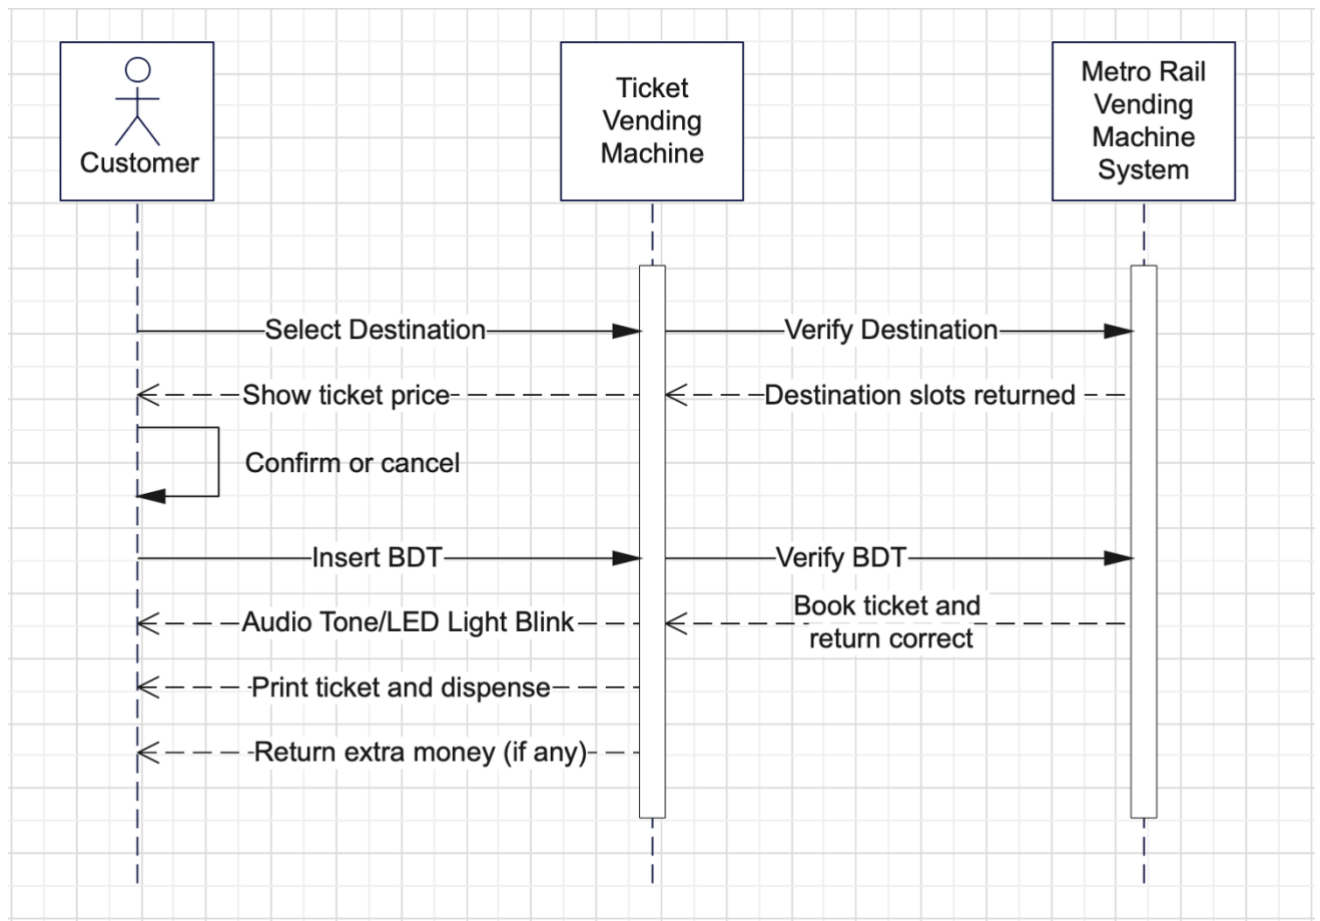 Customer
Ticket
Vending
Machine
Metro Rail
Vending
Machine
System
Select Destination
Verify Destination
Show ticket price
Destination slots returned
Confirm or cancel
Insert BDT
Verify BDT
Audio Tone/LED Light Blink
Book ticket and
return correct
Print ticket and dispense
Return extra money (if any)